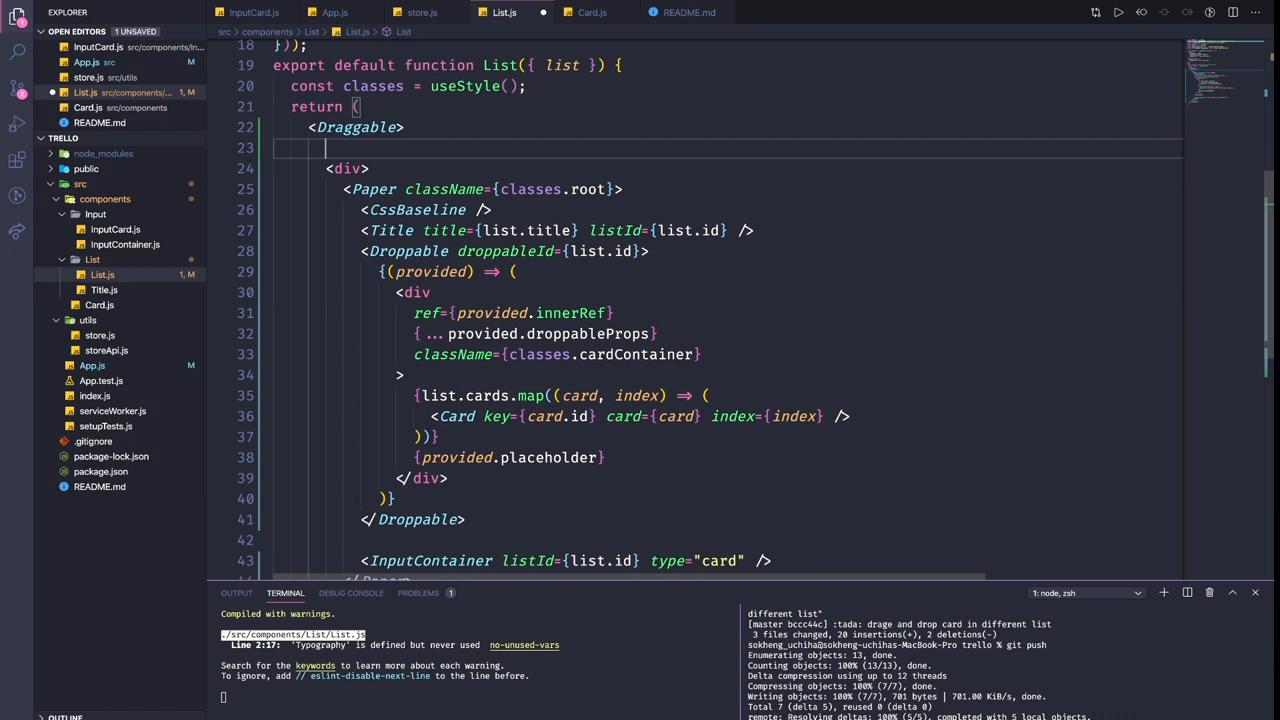 EXPLORER
OPEN EDITORS 1 UNSAVED
InputCard.js src/components/In...
App.js M
store.js src/utils
List.js src/components/... 1, M
Card.js src/components
README.md
TRELLO
node_modules
public
src
components
Input
InputCard.js
InputContainer.js
List
List.js 1, M
Title.js
Card.js
utils
store.js
storeApi.js
App.js M
App.test.js
index.js
serviceWorker.js
setupTests.js
.gitignore
package-lock.json
package.json
README.md
OUTLINE
InputCard.js App.js store.js List.js Card.js README.md
src > components > List > List.js > List
18 }));
19 export default function List({ list }) {
20 const classes = useStyle();
21 return (
22 <Draggable>
23
24 <div>
25 <Paper className={classes.root}>
26 <CssBaseline />
27 <Title title={list.title} listId={list.id} />
28 <Droppable droppableId={list.id}>
29 {(provided) => (
30 <div
31 ref={provided.innerRef}
32 {...provided.droppableProps}
33 className={classes.cardContainer}
34 >
35 {list.cards.map((card, index) => (
36 <Card key={card.id} card={card} index={index} />
37 ))}
38 {provided.placeholder}
39 </div>
40 )}
41 </Droppable>
42
43 <InputContainer listId={list.id} type="card" />
44 </Paper>
OUTPUT TERMINAL DEBUG CONSOLE PROBLEMS 1
1: node, zsh
Compiled with warnings.
./src/components/List/List.js
Line 2:17: 'Typography' is defined but never used no-unused-vars
Search for the keywords to learn more about each warning.
To ignore, add // eslint-disable-next-line to the line before.
different list"
[master bccc44c] :tada: drage and drop card in different list
3 files changed, 20 insertions(+), 2 deletions(-)
sokheng_uchiha@sokheng-uchihas-MacBook-Pro trello % git push
Enumerating objects: 13, done.
Counting objects: 100% (13/13), done.
Delta compression using up to 12 threads
Compressing objects: 100% (7/7), done.
Writing objects: 100% (7/7), 701 bytes | 701.00 KiB/s, done.
Total 7 (delta 5), reused 0 (delta 0)
remote: Resolving deltas: 100% (5/5), completed with 5 local objects.